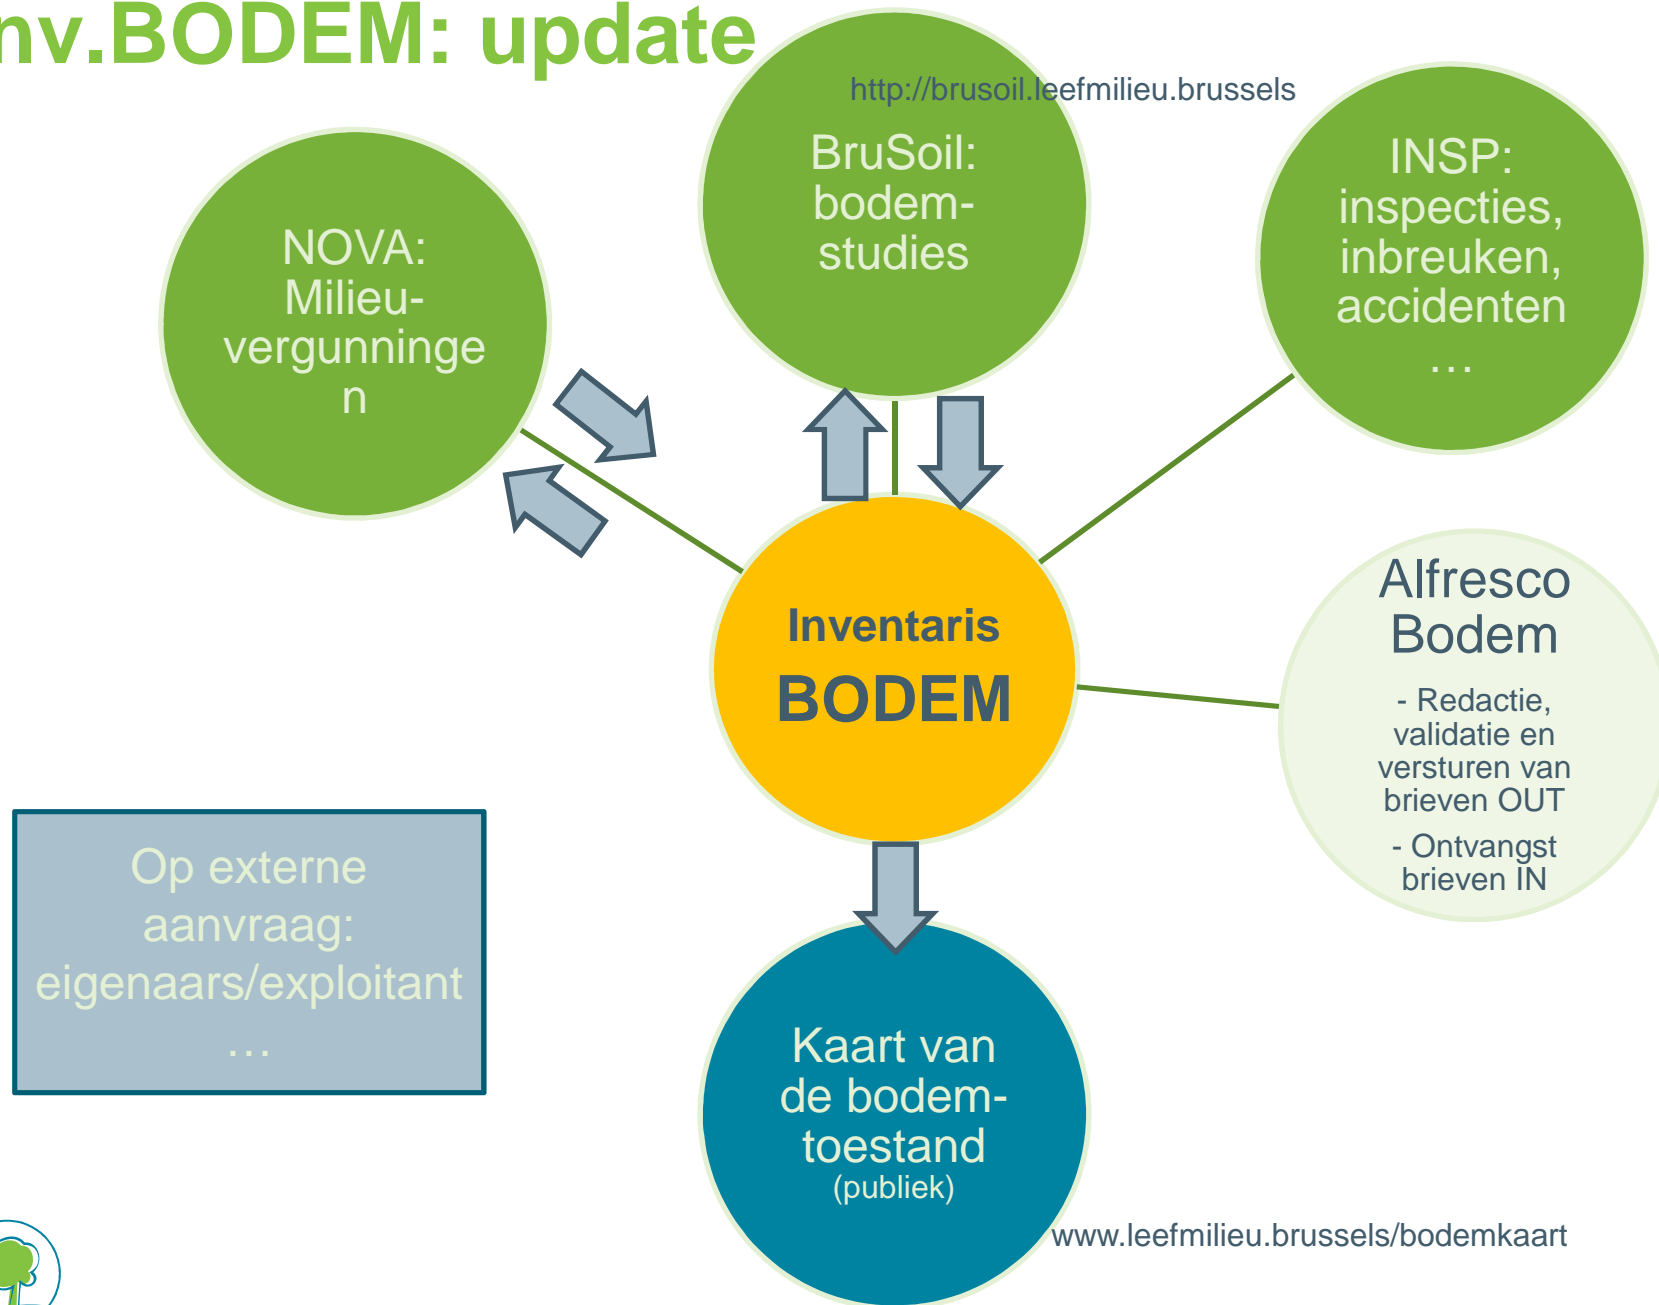 nv.BODEM: update
http://brusoil.leefmilieu.brussels
BruSoil:
bodem-
studies
INSP:
inspecties,
inbreuken,
accidenten
…
NOVA:
Milieu-
vergunninge
n
Inventaris
BODEM
Alfresco
Bodem
- Redactie,
validatie en
versturen van
brieven OUT
- Ontvangst
brieven IN
Op externe
aanvraag:
eigenaars/exploitant
…
Kaart van
de bodem-
toestand
(publiek)
www.leefmilieu.brussels/bodemkaart